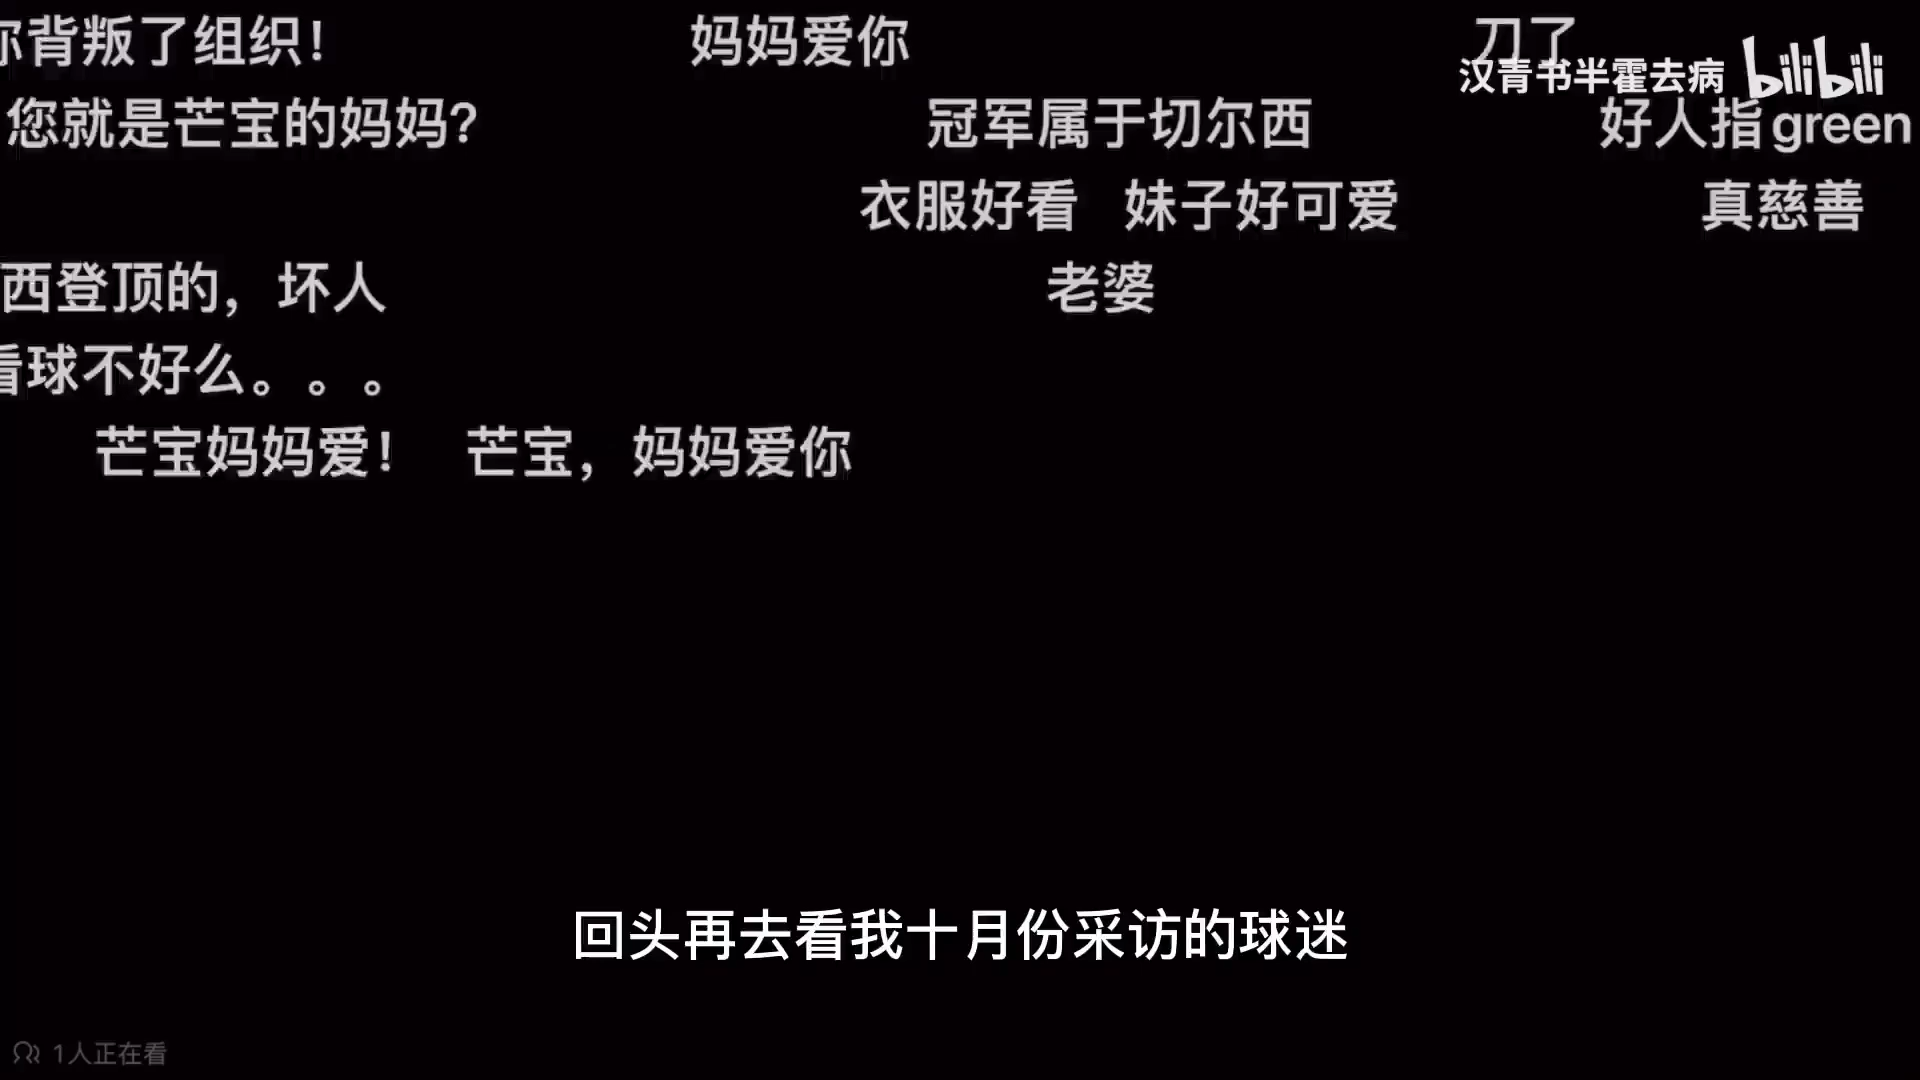 你背叛了组织！ 妈妈爱你 刀了
汉青书半霍去病 bilibili
您就是芒宝的妈妈？ 冠军属于切尔西 好人指green
衣服好看 妹子好可爱 真慈善
西登顶的，坏人 老婆
看球不好么。。。
芒宝妈妈爱！ 芒宝，妈妈爱你
回头再去看我十月份采访的球迷
1人正在看